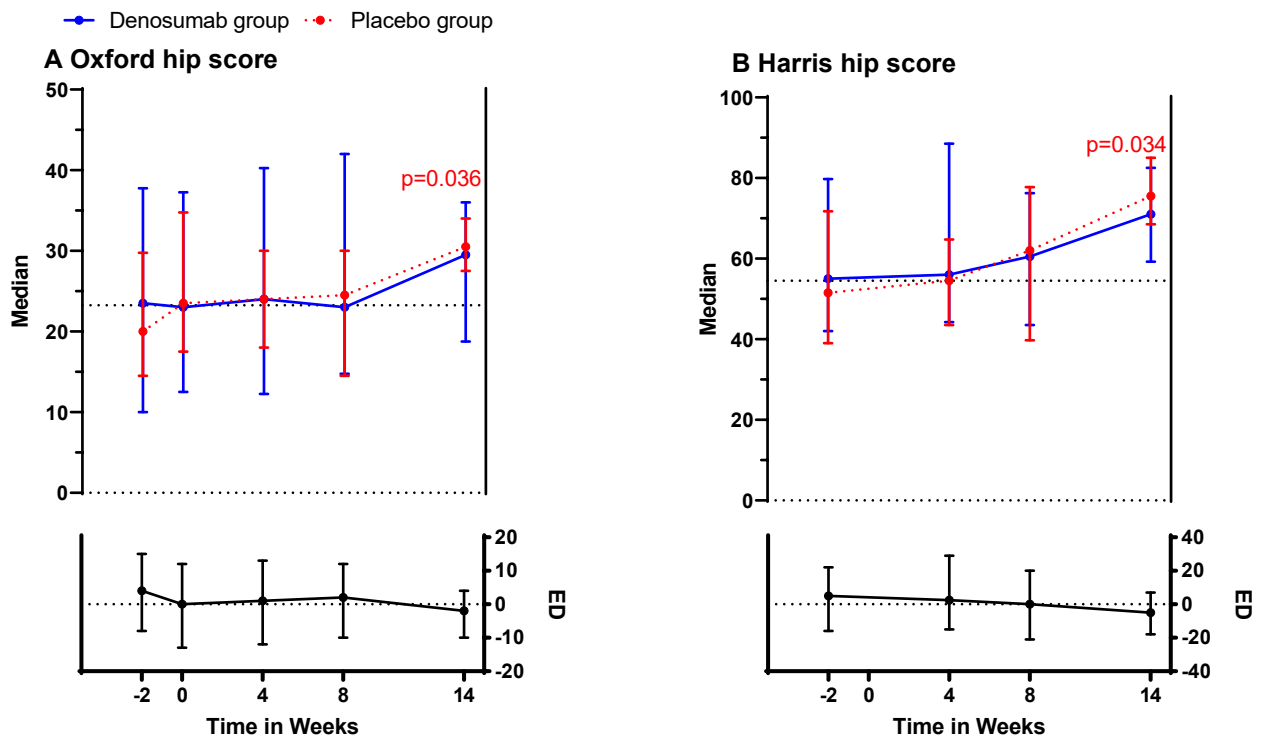 Denosumab group Placebo group
A Oxford hip score
50
40
30
20
10
0
Median
p=0.036
20
10
0
-10
-20
ED
-2 0 4 8 14
Time in Weeks
B Harris hip score
100
80
60
40
20
0
Median
p=0.034
40
20
0
-20
-40
ED
-2 0 4 8 14
Time in Weeks